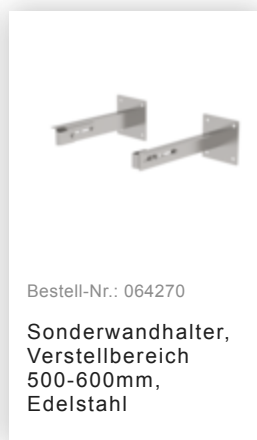 Bestell-Nr.: 064270
Sonderwandhalter,
Verstellbereich
500-600mm,
Edelstahl